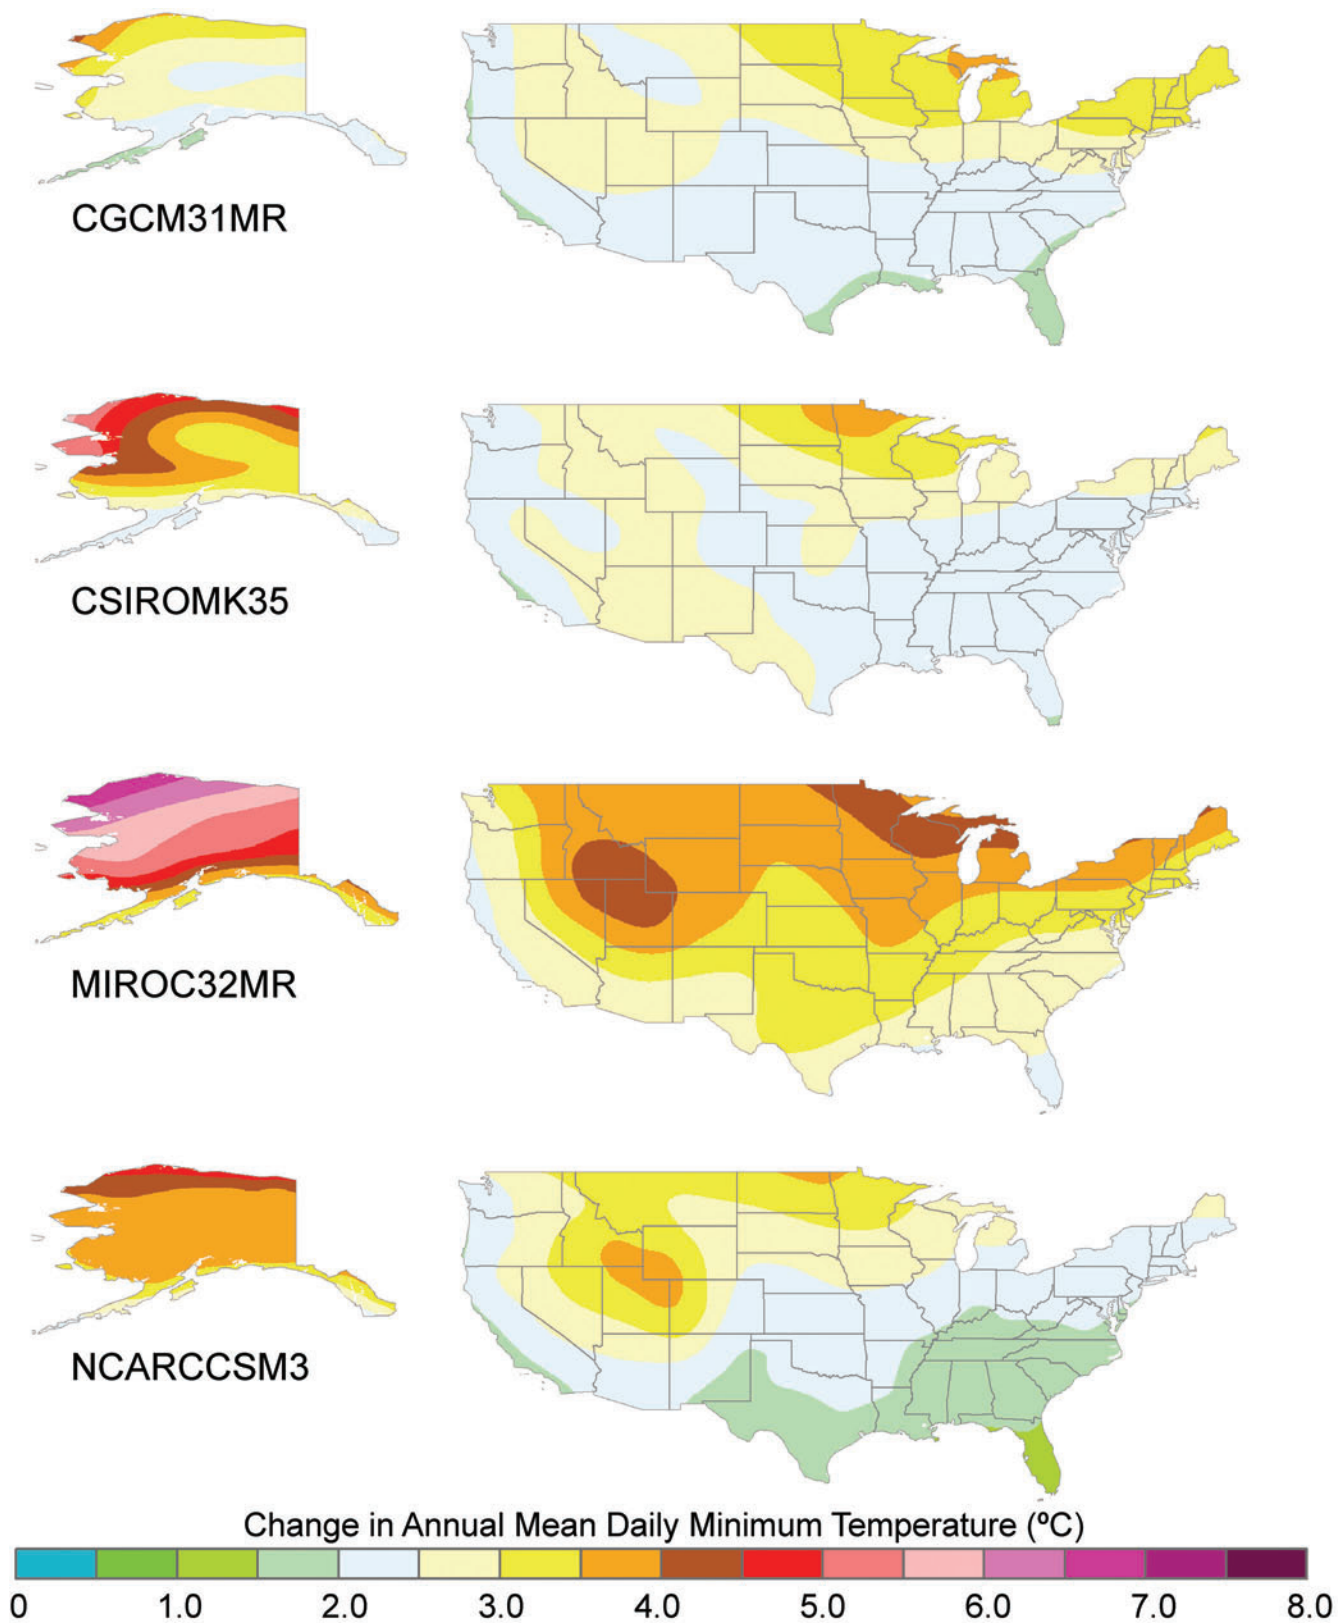 CGCM31MR
CSIROMK35
MIROC32MR
NCARCCSM3
Change in Annual Mean Daily Minimum Temperature (ºC)
0 1.0 2.0 3.0 4.0 5.0 6.0 7.0 8.0